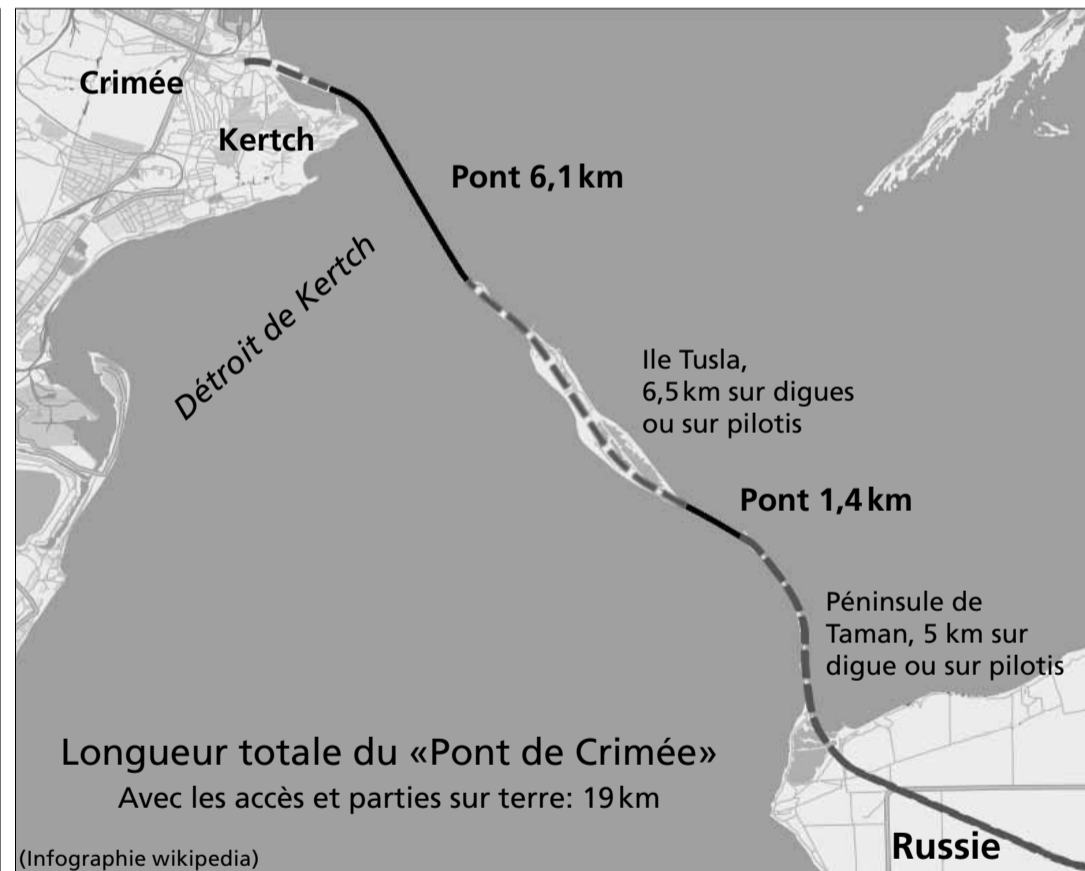 Crimée
Kertch
Pont 6,1 km
Détroit de Kertch
Ile Tusla,
6,5 km sur digues
ou sur pilotis
Pont 1,4 km
Péninsule de
Taman, 5 km sur
digue ou sur pilotis
Longueur totale du «Pont de Crimée»
Avec les accès et parties sur terre: 19 km
Russie
(Infographie wikipedia)